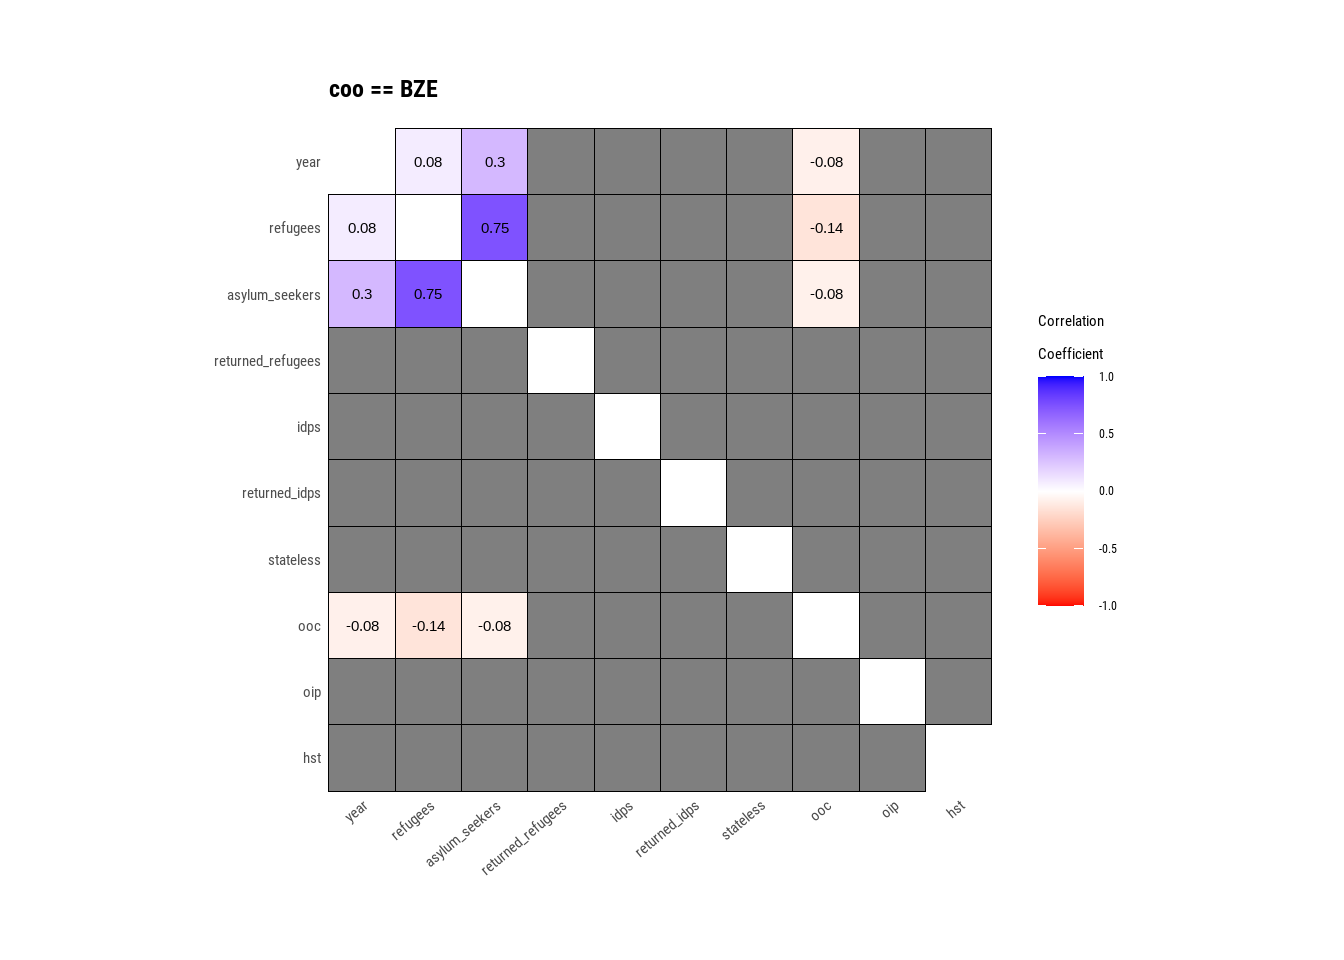 coo == BZE
year 0.08 0.3 -0.08
refugees 0.08 0.75 -0.14
asylum_seekers 0.3 0.75 -0.08
returned_refugees
idps
returned_idps
stateless
ooc -0.08 -0.14 -0.08
oip
hst
year refugees asylum_seekers returned_refugees idps returned_idps stateless ooc oip hst
Correlation
Coefficient
1.0
0.5
0.0
-0.5
-1.0